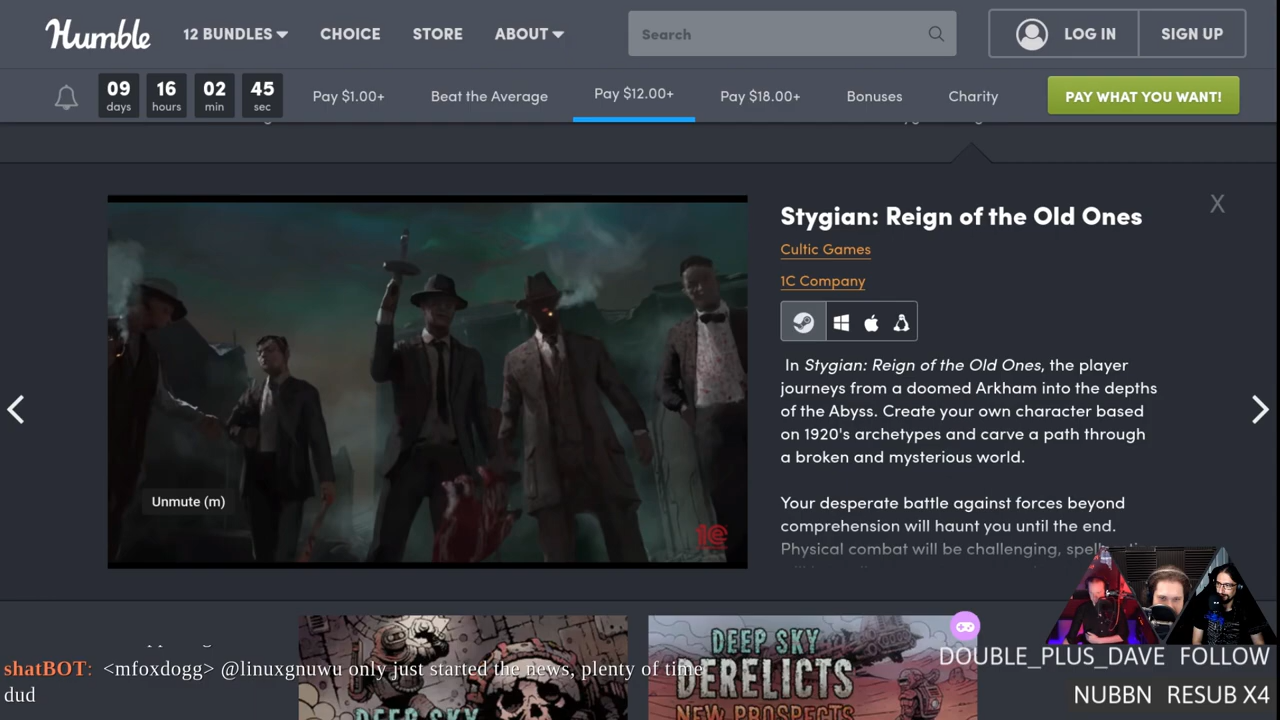 Humble
12 BUNDLES
CHOICE
STORE
ABOUT
Search
LOG IN
SIGN UP
09 days
16 hours
02 min
45 sec
Pay $1.00+
Beat the Average
Pay $12.00+
Pay $18.00+
Bonuses
Charity
PAY WHAT YOU WANT!
Stygian: Reign of the Old Ones
X
Cultic Games
1C Company
In Stygian: Reign of the Old Ones, the player
journeys from a doomed Arkham into the depths
of the Abyss. Create your own character based
on 1920's archetypes and carve a path through
a broken and mysterious world.
Your desperate battle against forces beyond
comprehension will haunt you until the end.
Physical combat will be challenging,
Unmute (m)
1C
DEEP SKY
DEEP SKY
DERELICTS
NEW PROSPECTS
shatBOT: <mfoxdogg> @linuxgnuwu only just started the news, plenty of time
dud
DOUBLE_PLUS_DAVE FOLLOW
NUBBN RESUB X4